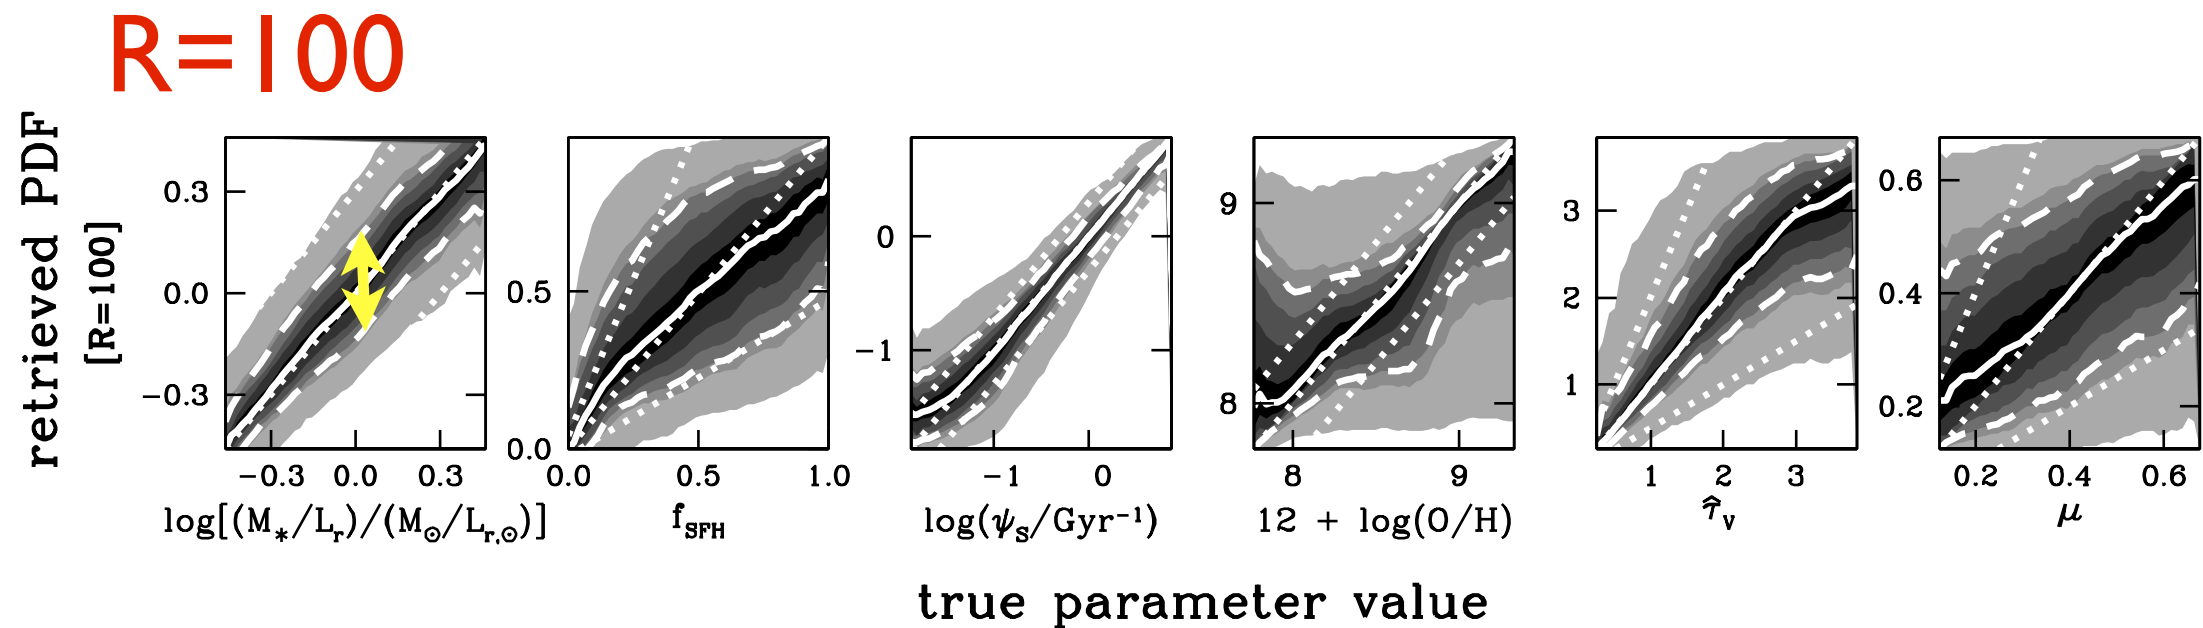 R=100
retrieved PDF
[R=100]
0.3
0.0
−0.3
−0.3 0.0 0.3
log[(M*/Lr)/(M⊙/Lr,⊙)]
0.5
0.0
0.0 0.5 1.0
fSFH
0
−1
−1 0
log(ψS/Gyr−1)
9
8
8 9
12 + log(O/H)
3
2
1
1 2 3
τ̂V
0.6
0.4
0.2
0.2 0.4 0.6
μ
true parameter value